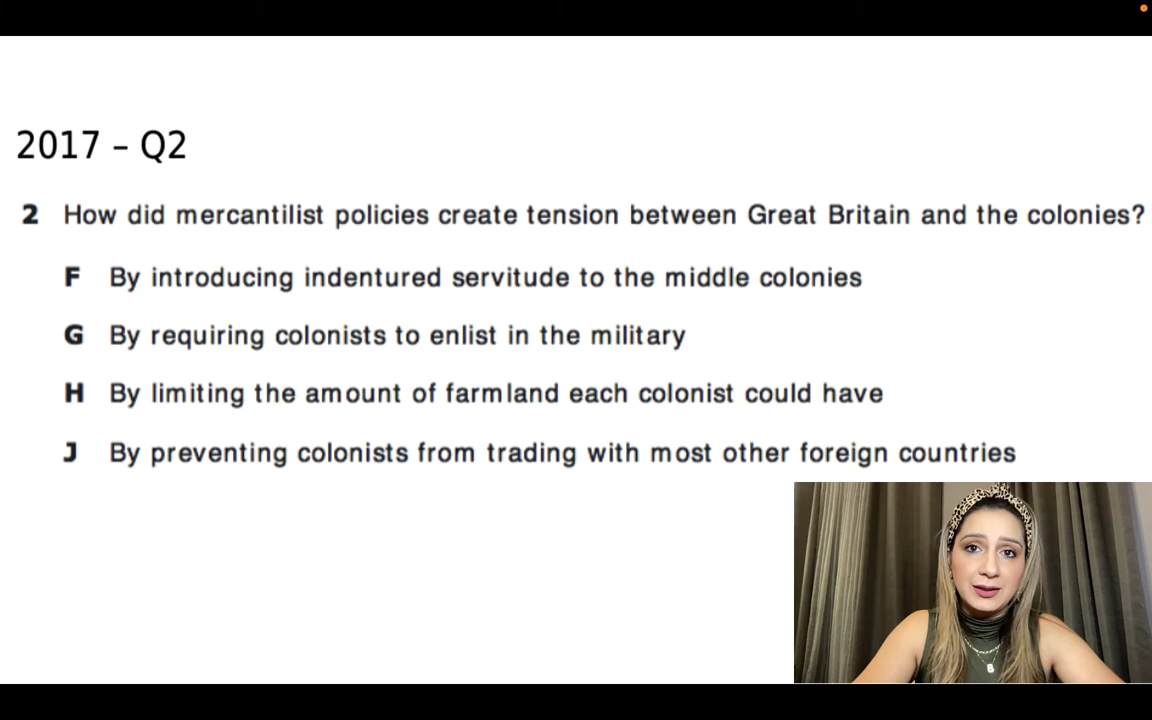 2017 – Q2
2 How did mercantilist policies create tension between Great Britain and the colonies?
F By introducing indentured servitude to the middle colonies
G By requiring colonists to enlist in the military
H By limiting the amount of farmland each colonist could have
J By preventing colonists from trading with most other foreign countries